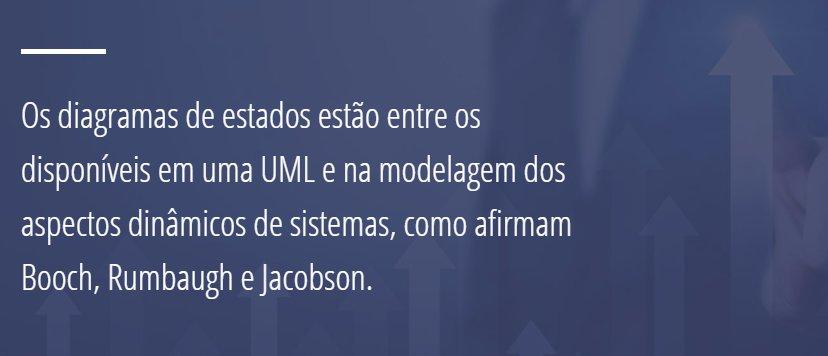 Os diagramas de estados estão entre os
disponíveis em uma UML e na modelagem dos
aspectos dinâmicos de sistemas, como afirmam
Booch, Rumbaugh e Jacobson.